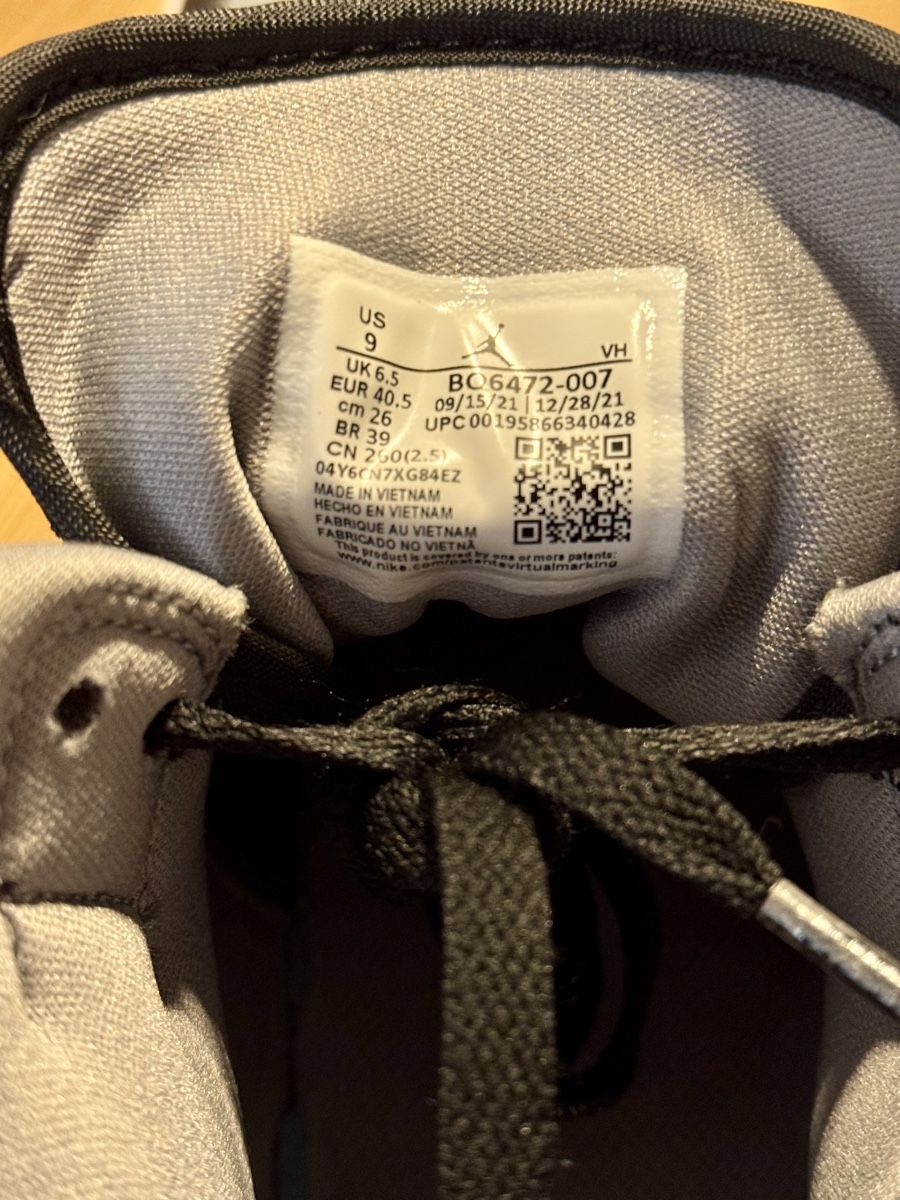 US
9
VH
UK 6.5
EUR 40.5
cm 26
BR 39
CN 260(2.5)
04Y6CN7XG84EZ
BQ6472-007
09/15/21 | 12/28/21
UPC 00195866340428
MADE IN VIETNAM
HECHO EN VIETNAM
FABRIQUE AU VIETNAM
FABRICADO NO VIETNÃ
This product is covered by one or more patents:
www.nike.com/patentsvirtualmarking